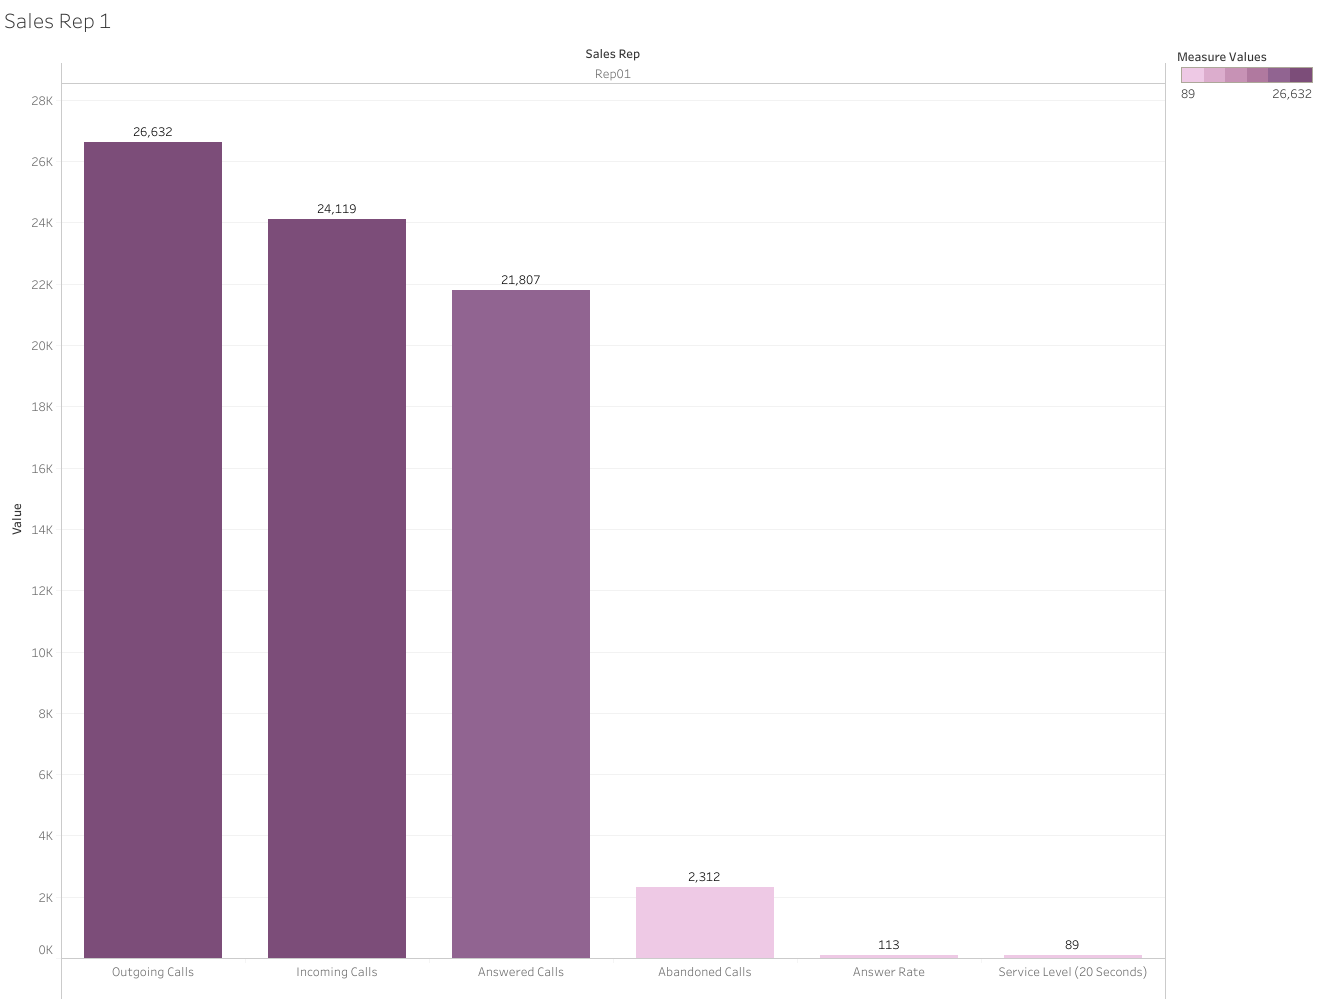 Sales Rep 1
Sales Rep
Rep01
Measure Values
89 26,632
28K
26K
24K
22K
20K
18K
16K
14K
12K
10K
8K
6K
4K
2K
0K
Value
26,632
24,119
21,807
2,312
113
89
Outgoing Calls
Incoming Calls
Answered Calls
Abandoned Calls
Answer Rate
Service Level (20 Seconds)